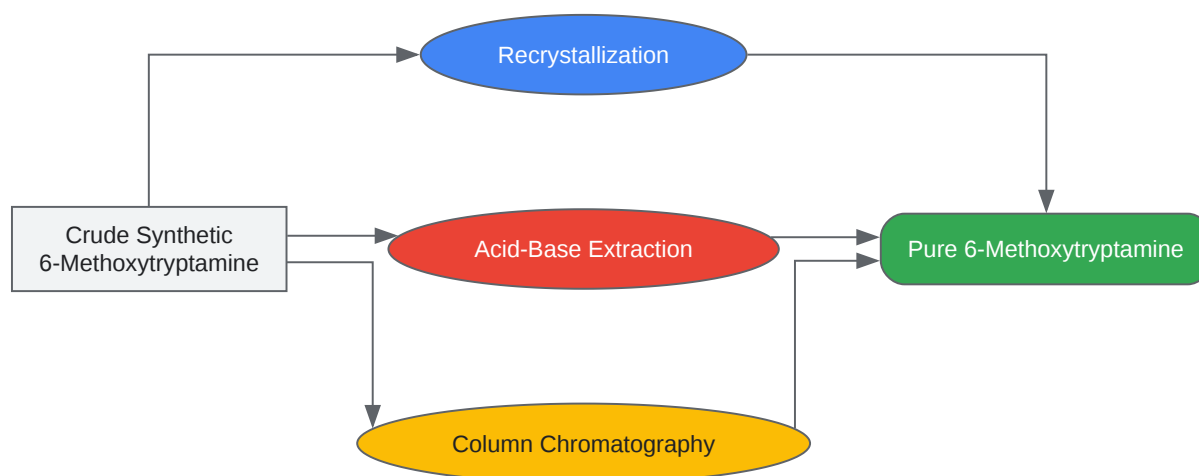 Recrystallization
Crude Synthetic
6-Methoxytryptamine
Acid-Base Extraction
Pure 6-Methoxytryptamine
Column Chromatography